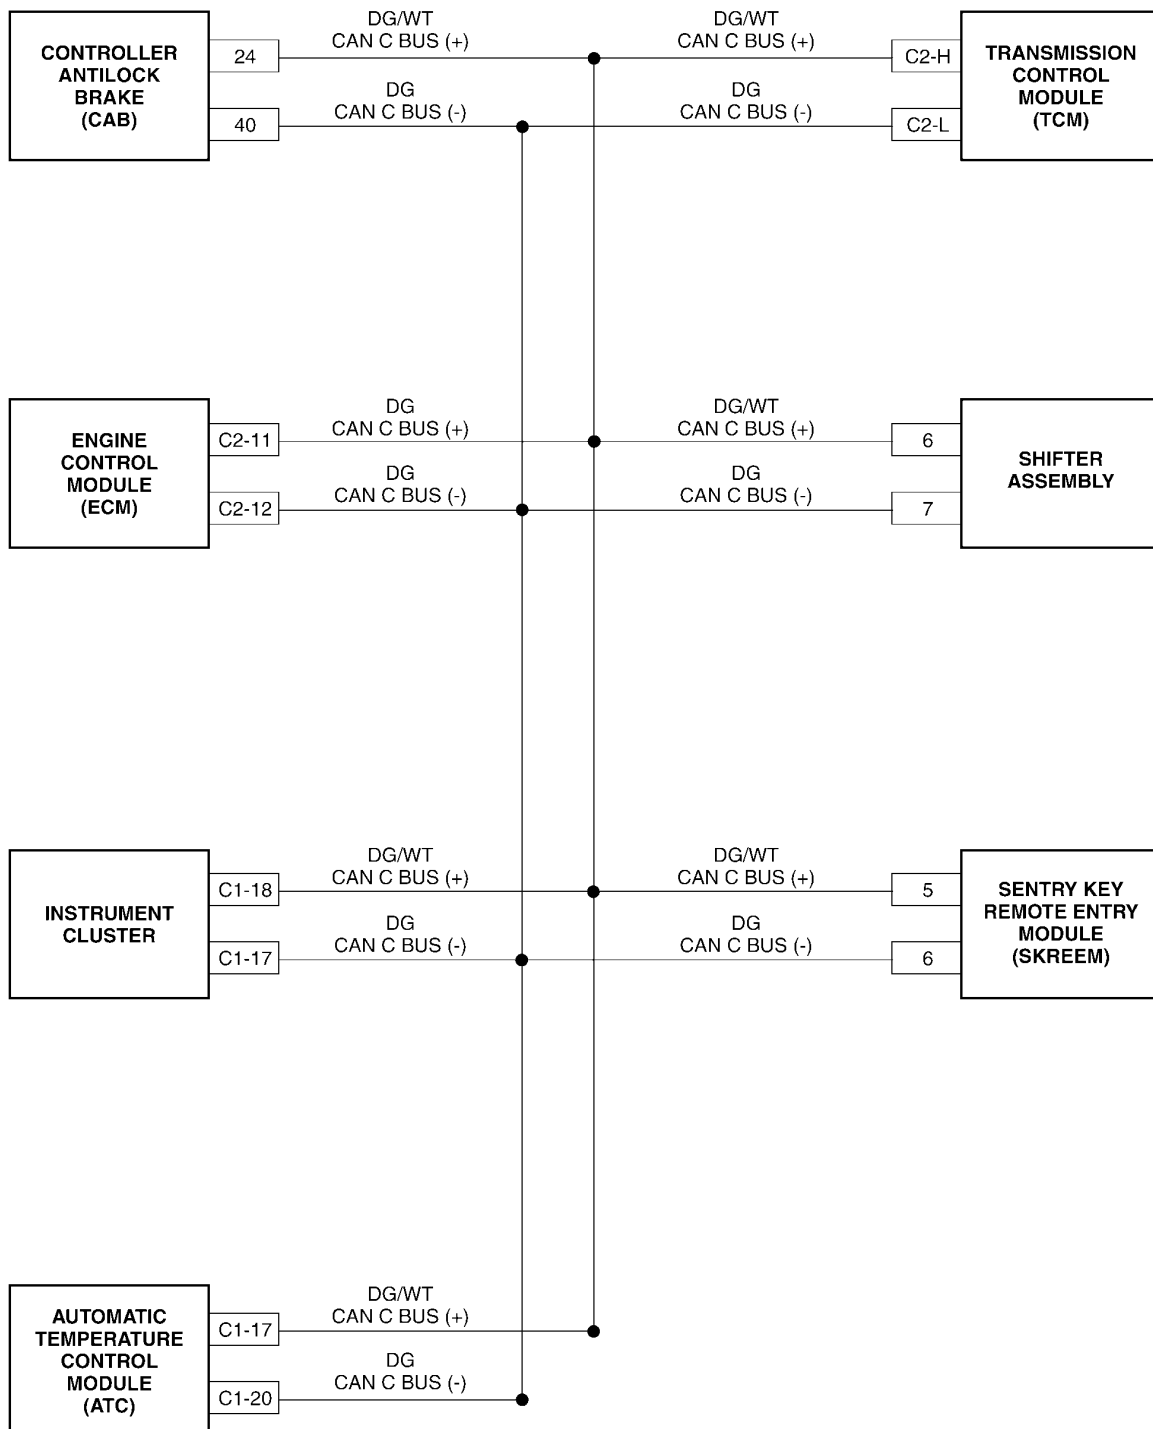 CONTROLLER
ANTILOCK
BRAKE
(CAB)
24
40
DG/WT
CAN C BUS (+)
DG
CAN C BUS (-)
DG/WT
CAN C BUS (+)
DG
CAN C BUS (-)
C2-H
C2-L
TRANSMISSION
CONTROL
MODULE
(TCM)
ENGINE
CONTROL
MODULE
(ECM)
C2-11
C2-12
DG
CAN C BUS (+)
DG
CAN C BUS (-)
DG/WT
CAN C BUS (+)
DG
CAN C BUS (-)
6
7
SHIFTER
ASSEMBLY
INSTRUMENT
CLUSTER
C1-18
C1-17
DG/WT
CAN C BUS (+)
DG
CAN C BUS (-)
DG/WT
CAN C BUS (+)
DG
CAN C BUS (-)
5
6
SENTRY KEY
REMOTE ENTRY
MODULE
(SKREEM)
AUTOMATIC
TEMPERATURE
CONTROL
MODULE
(ATC)
C1-17
C1-20
DG/WT
CAN C BUS (+)
DG
CAN C BUS (-)